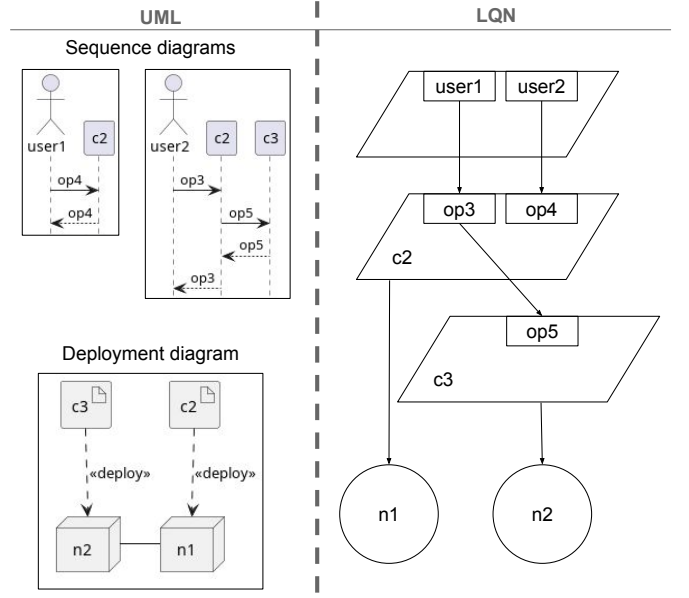 UML
LQN
Sequence diagrams
user1
c2
op4
op4
user2
c2
c3
op3
op5
op5
op3
Deployment diagram
c3
c2
«deploy»
«deploy»
n2
n1
user1
user2
op3
op4
c2
op5
c3
n1
n2